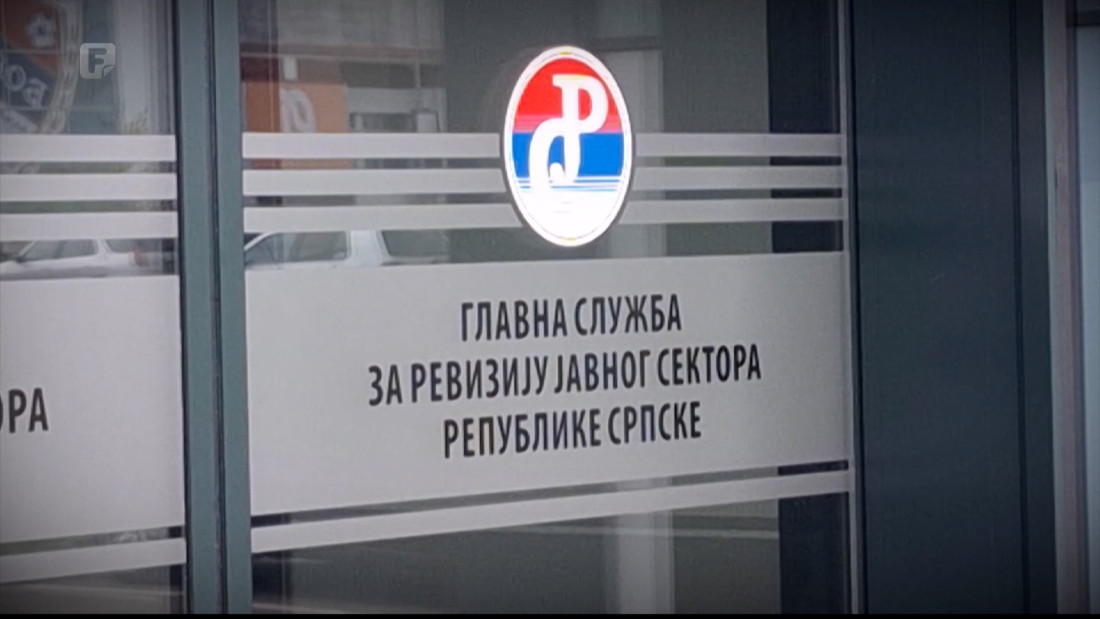 ГЛАВНА СЛУЖБА
ЗА РЕВИЗИЈУ ЈАВНОГ СЕКТОРА
РЕПУБЛИКЕ СРПСКЕ
ОРА